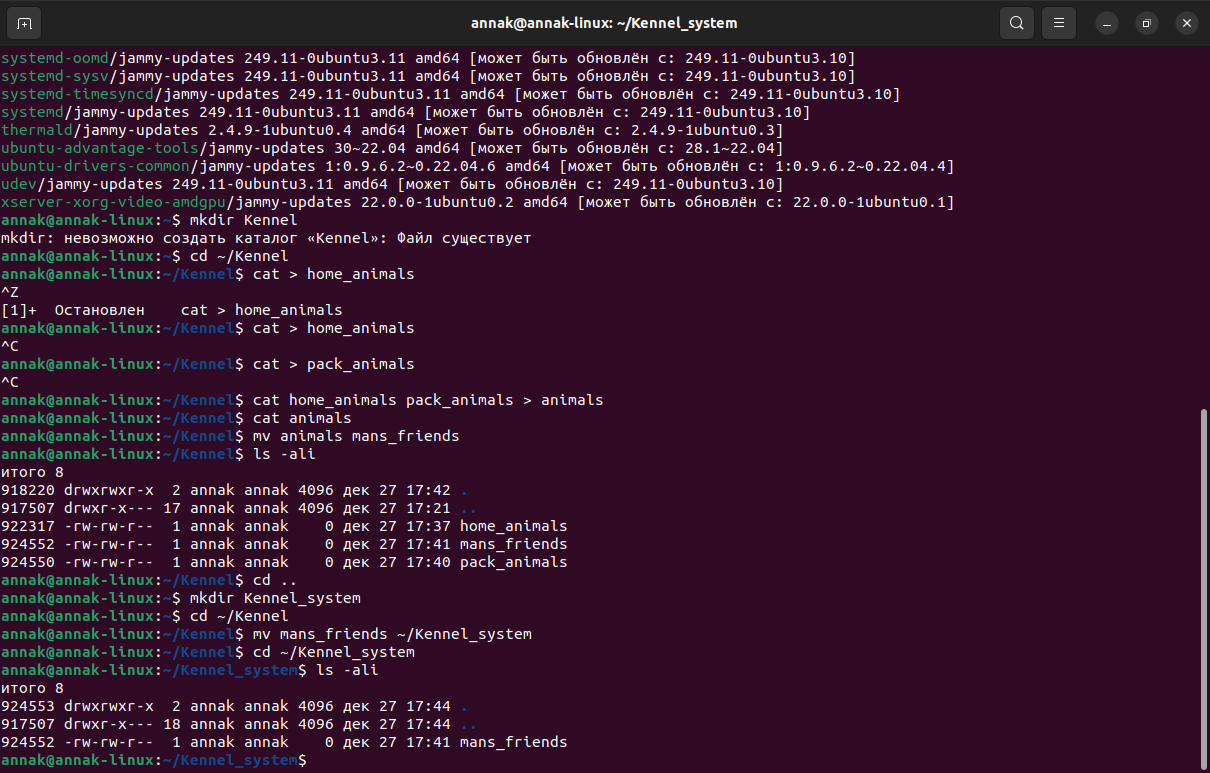 annak@annak-linux: ~/Kennel_system
systemd-oomd/jammy-updates 249.11-0ubuntu3.11 amd64 [может быть обновлён с: 249.11-0ubuntu3.10]
systemd-sysv/jammy-updates 249.11-0ubuntu3.11 amd64 [может быть обновлён с: 249.11-0ubuntu3.10]
systemd-timesyncd/jammy-updates 249.11-0ubuntu3.11 amd64 [может быть обновлён с: 249.11-0ubuntu3.10]
systemd/jammy-updates 249.11-0ubuntu3.11 amd64 [может быть обновлён с: 249.11-0ubuntu3.10]
thermald/jammy-updates 2.4.9-1ubuntu0.4 amd64 [может быть обновлён с: 2.4.9-1ubuntu0.3]
ubuntu-advantage-tools/jammy-updates 30~22.04 amd64 [может быть обновлён с: 28.1~22.04]
ubuntu-drivers-common/jammy-updates 1:0.9.6.2~0.22.04.6 amd64 [может быть обновлён с: 1:0.9.6.2~0.22.04.4]
udev/jammy-updates 249.11-0ubuntu3.11 amd64 [может быть обновлён с: 249.11-0ubuntu3.10]
xserver-xorg-video-amdgpu/jammy-updates 22.0.0-1ubuntu0.2 amd64 [может быть обновлён с: 22.0.0-1ubuntu0.1]
annak@annak-linux:~$ mkdir Kennel
mkdir: невозможно создать каталог «Kennel»: Файл существует
annak@annak-linux:~$ cd ~/Kennel
annak@annak-linux:~/Kennel$ cat > home_animals
^Z
[1]+  Остановлен    cat > home_animals
annak@annak-linux:~/Kennel$ cat > home_animals
^C
annak@annak-linux:~/Kennel$ cat > pack_animals
^C
annak@annak-linux:~/Kennel$ cat home_animals pack_animals > animals
annak@annak-linux:~/Kennel$ cat animals
annak@annak-linux:~/Kennel$ mv animals mans_friends
annak@annak-linux:~/Kennel$ ls -ali
итого 8
918220 drwxrwxr-x  2 annak annak 4096 дек 27 17:42 .
917507 drwxr-x--- 17 annak annak 4096 дек 27 17:21 ..
922317 -rw-rw-r--  1 annak annak    0 дек 27 17:37 home_animals
924552 -rw-rw-r--  1 annak annak    0 дек 27 17:41 mans_friends
924550 -rw-rw-r--  1 annak annak    0 дек 27 17:40 pack_animals
annak@annak-linux:~/Kennel$ cd ..
annak@annak-linux:~$ mkdir Kennel_system
annak@annak-linux:~$ cd ~/Kennel
annak@annak-linux:~/Kennel$ mv mans_friends ~/Kennel_system
annak@annak-linux:~/Kennel$ cd ~/Kennel_system
annak@annak-linux:~/Kennel_system$ ls -ali
итого 8
924553 drwxrwxr-x  2 annak annak 4096 дек 27 17:44 .
917507 drwxr-x--- 18 annak annak 4096 дек 27 17:44 ..
924552 -rw-rw-r--  1 annak annak    0 дек 27 17:41 mans_friends
annak@annak-linux:~/Kennel_system$